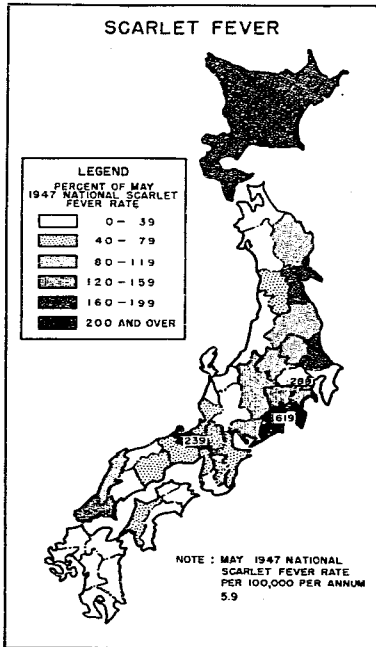 SCARLET FEVER
LEGEND
PERCENT OF MAY
1947 NATIONAL SCARLET
FEVER RATE
0 - 39
40 - 79
80 - 119
120 - 159
160 - 199
200 AND OVER
286
619
239
NOTE : MAY 1947 NATIONAL
SCARLET FEVER RATE
PER 100,000 PER ANNUM
5.9